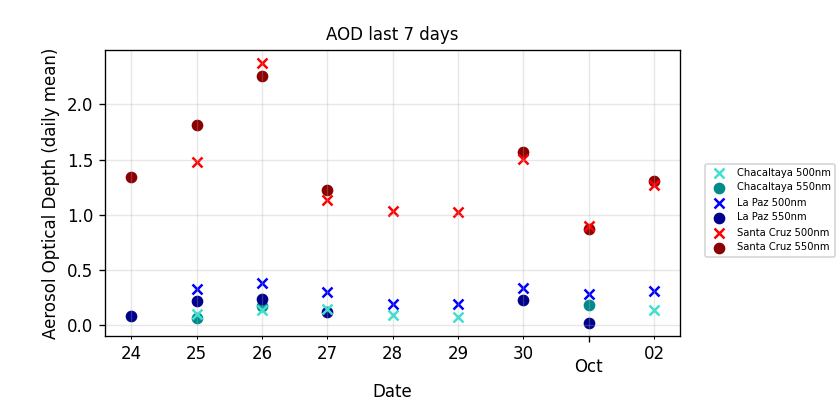 AOD last 7 days
Aerosol Optical Depth (daily mean)
2.0
1.5
1.0
0.5
0.0
24 25 26 27 28 29 30 02
Oct
Date
Chacaltaya 500nm
Chacaltaya 550nm
La Paz 500nm
La Paz 550nm
Santa Cruz 500nm
Santa Cruz 550nm